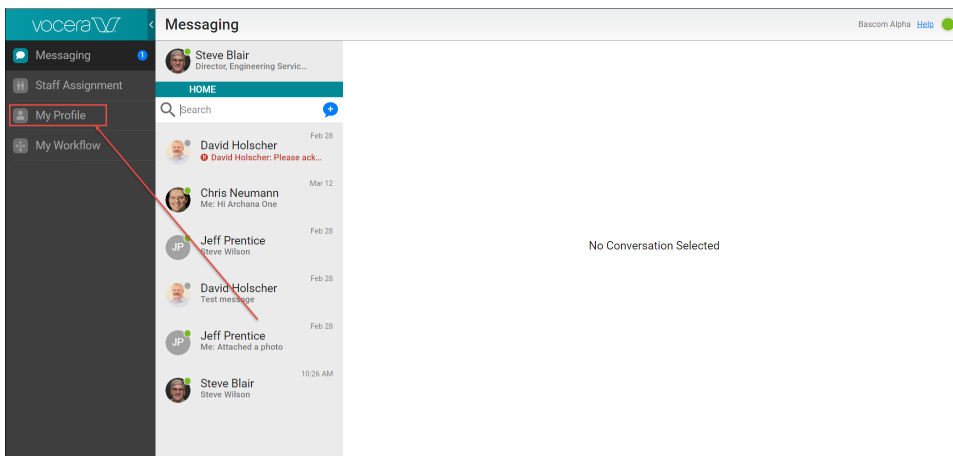 vocera
Messaging
Bascom Alpha Help
Messaging 1
Staff Assignment
My Profile
My Workflow
Steve Blair
Director, Engineering Servic...
HOME
Search
Feb 28
David Holscher
David Holscher: Please ack...
Mar 12
Chris Neumann
Me: Hi Archana One
Feb 28
JP
Jeff Prentice
Steve Wilson
Feb 28
David Holscher
Test message
Feb 28
JP
Jeff Prentice
Me: Attached a photo
10:26 AM
Steve Blair
Steve Wilson
No Conversation Selected